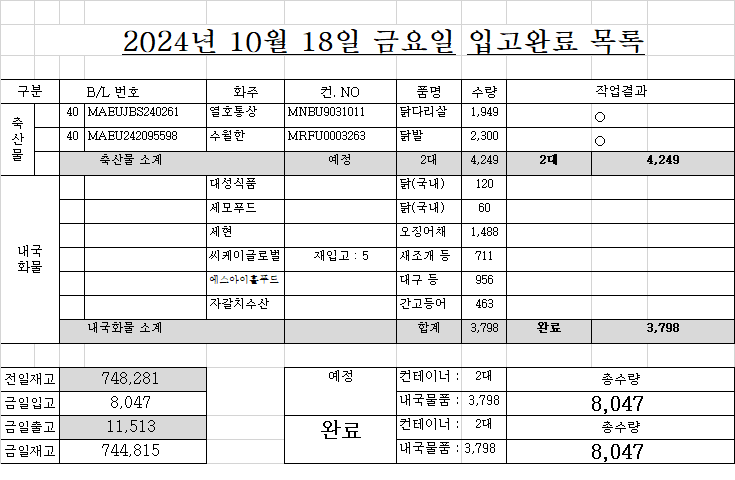 2024년 10월 18일 금요일 입고완료 목록
구분 B/L 번호 화주 컨. NO 품명 수량 작업결과
축산물 40 MAEUJBS240261 열호통상 MNBU9031011 닭다리살 1,949 ○
40 MAEU242095598 수월한 MRFU0003263 닭발 2,300 ○
축산물 소계 예정 2대 4,249 2대 4,249
내국화물 대성식품 닭(국내) 120
세모푸드 닭(국내) 60
세현 오징어채 1,488
씨케이글로벌 재입고 : 5 새조개 등 711
에스아이홀푸드 대구 등 956
자갈치수산 간고등어 463
내국화물 소계 합계 3,798 완료 3,798
전일재고 748,281 예정 컨테이너 : 2대 총수량
금일입고 8,047 내국물품 : 3,798 8,047
금일출고 11,513 완료 컨테이너 : 2대 총수량
금일재고 744,815 내국물품 : 3,798 8,047